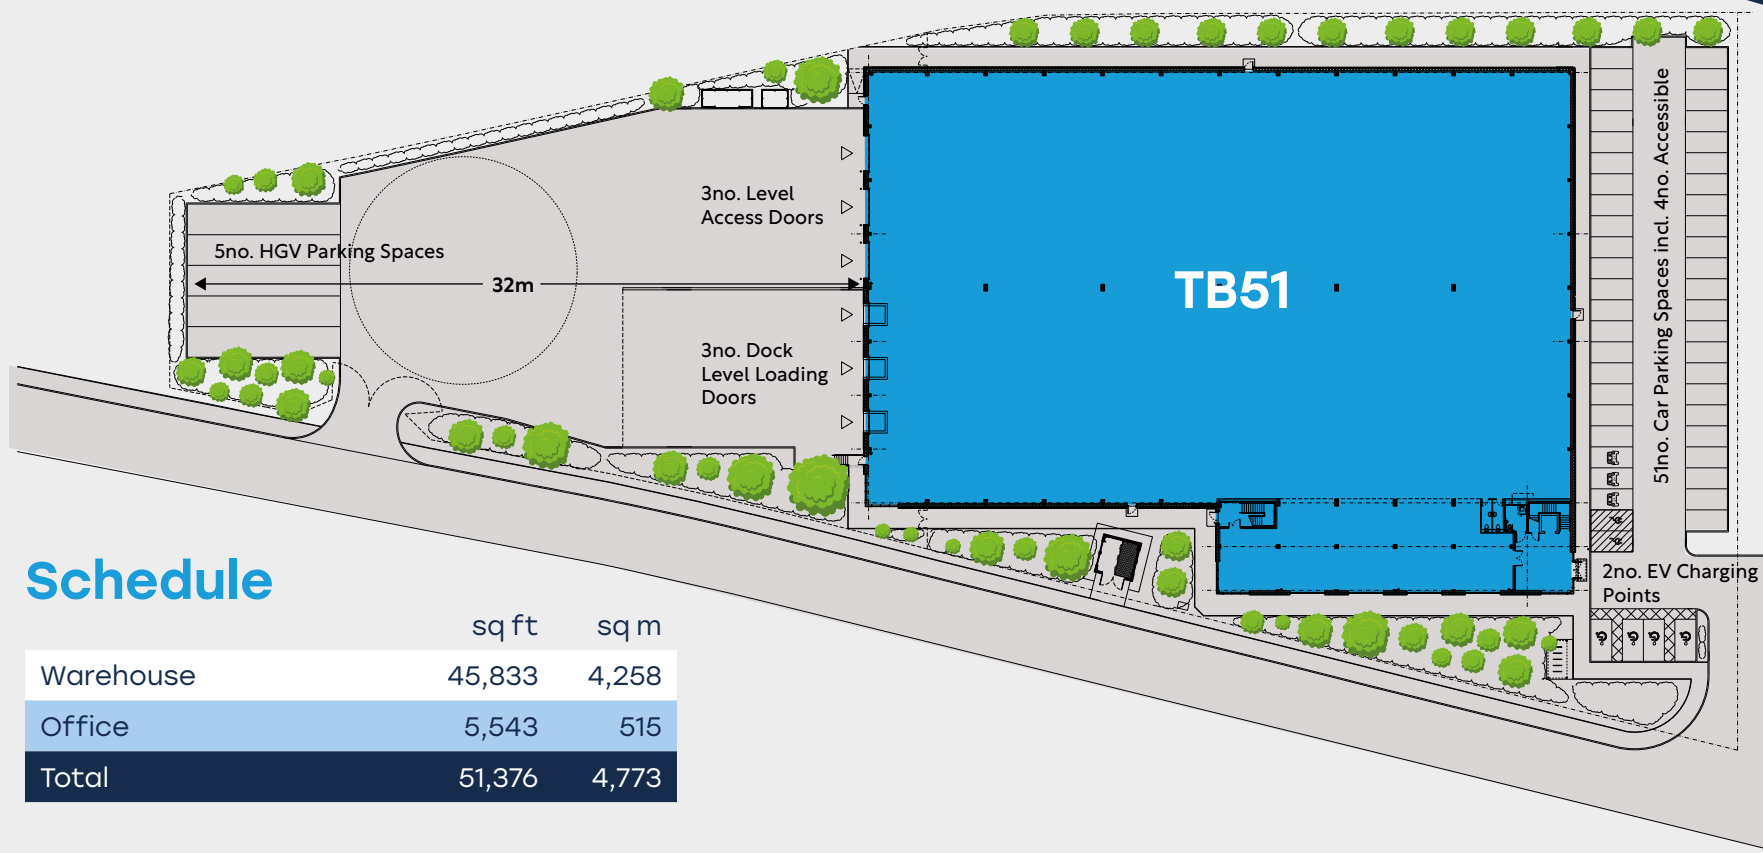 3no. Level
Access Doors
5no. HGV Parking Spaces
32m
TB51
51no. Car Parking Spaces incl. 4no. Accessible
3no. Dock
Level Loading
Doors
2no. EV Charging
Points
Schedule
sq ft sq m
Warehouse 45,833 4,258
Office 5,543 515
Total 51,376 4,773